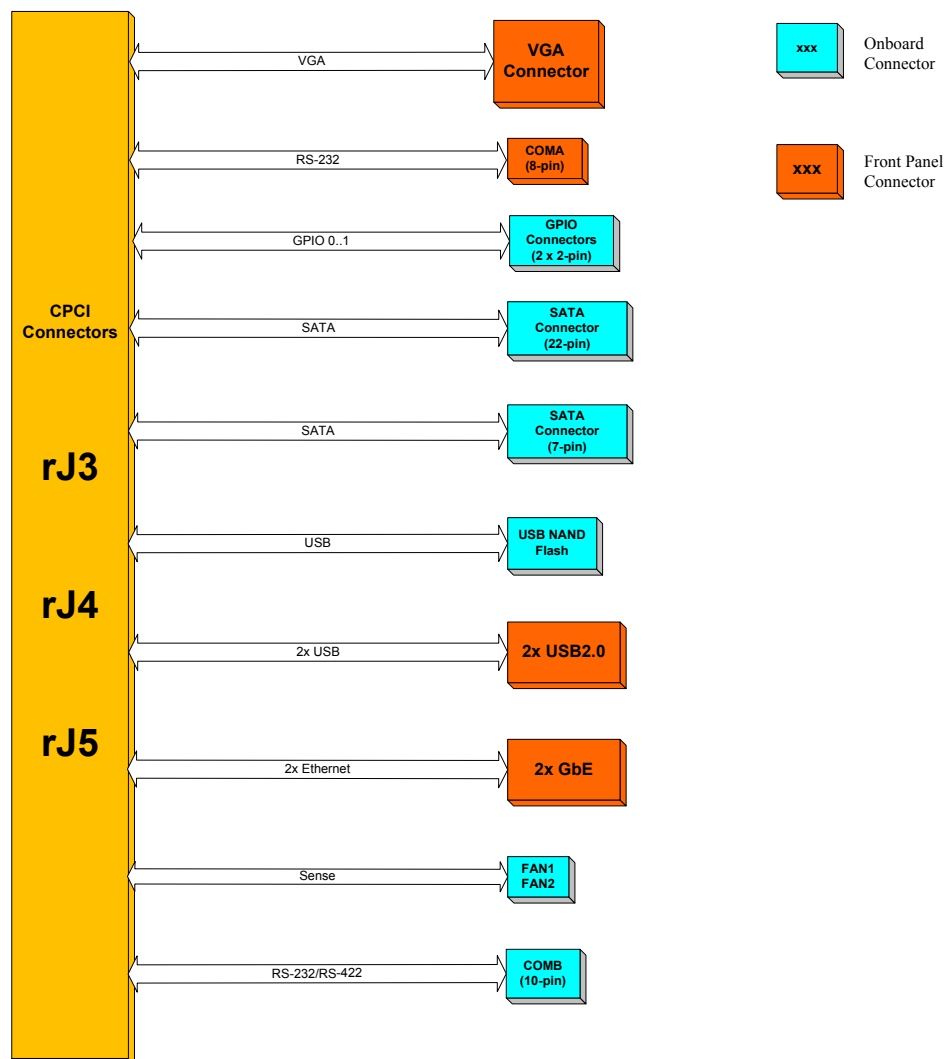 VGA
VGA
Connector
xxx
Onboard
Connector
RS-232
COMA
(8-pin)
xxx
Front Panel
Connector
GPIO 0..1
GPIO
Connectors
(2 x 2-pin)
CPCI
Connectors
SATA
SATA
Connector
(22-pin)
SATA
SATA
Connector
(7-pin)
rJ3
USB
USB NAND
Flash
rJ4
2x USB
2x USB2.0
rJ5
2x Ethernet
2x GbE
Sense
FAN1
FAN2
RS-232/RS-422
COMB
(10-pin)